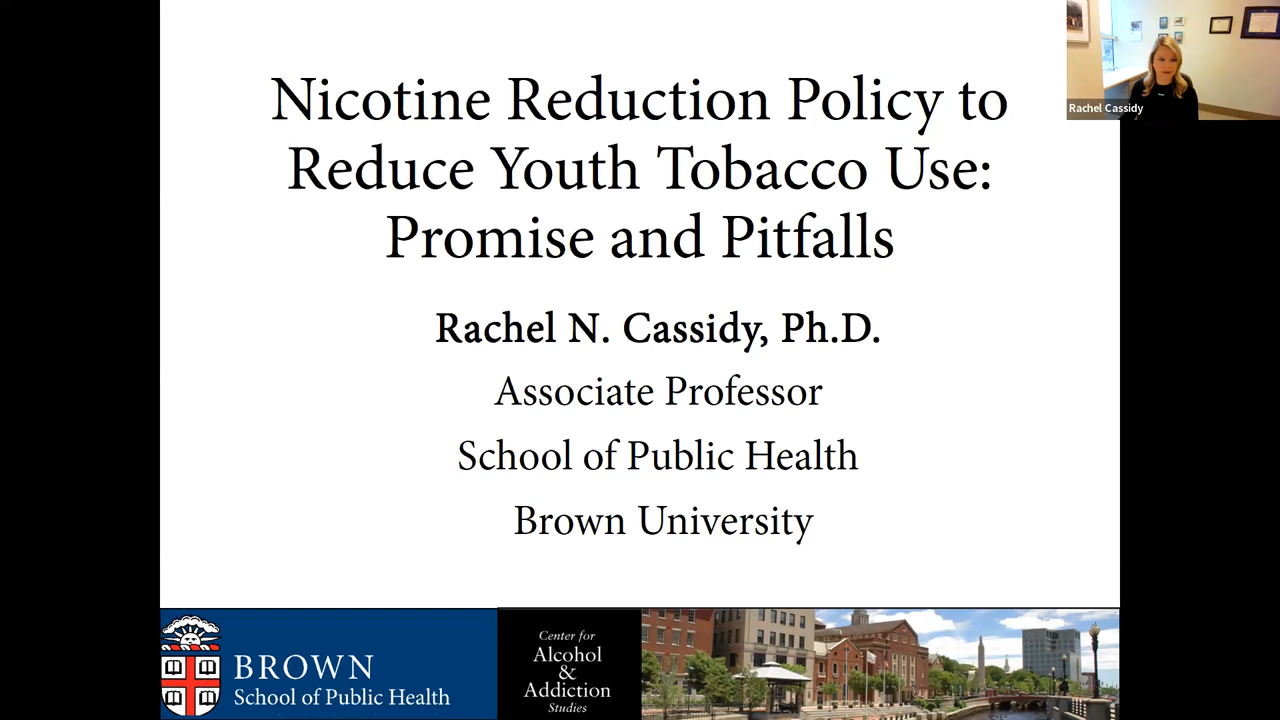 Nicotine Reduction Policy to
Reduce Youth Tobacco Use:
Promise and Pitfalls
Rachel Cassidy
Rachel N. Cassidy, Ph.D.
Associate Professor
School of Public Health
Brown University
BROWN
School of Public Health
Center for
Alcohol
&
Addiction
Studies